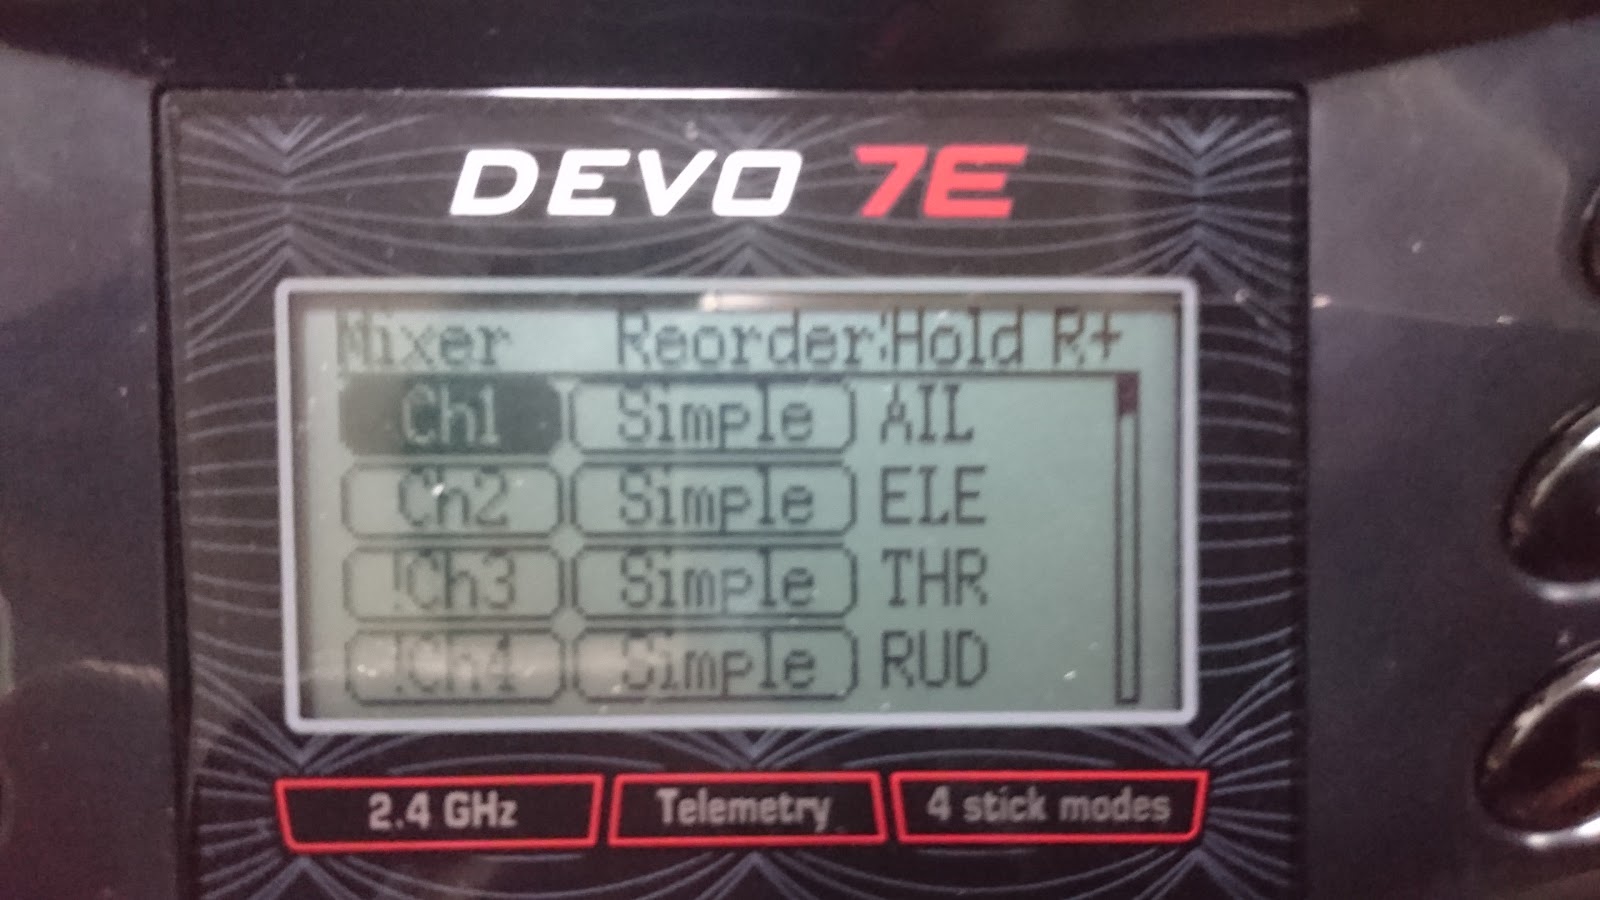 DEVO 7E
Mixer Reorder:Hold R+
Ch1 Simple AIL
Ch2 Simple ELE
!Ch3 Simple THR
!Ch4 Simple RUD
2.4 GHz Telemetry 4 stick modes